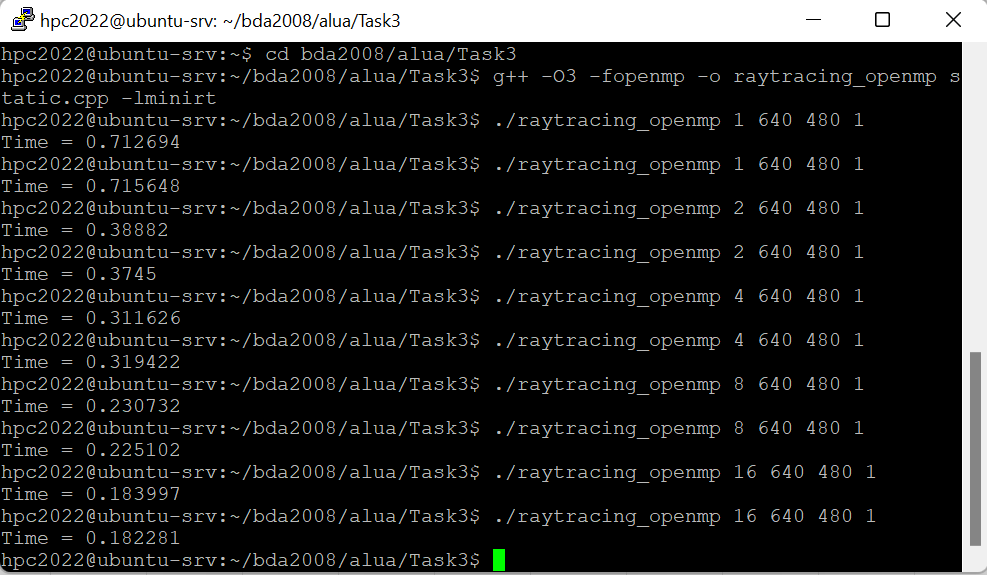 hpc2022@ubuntu-srv: ~/bda2008/alua/Task3
hpc2022@ubuntu-srv:~$ cd bda2008/alua/Task3
hpc2022@ubuntu-srv:~/bda2008/alua/Task3$ g++ -O3 -fopenmp -o raytracing_openmp s
tatic.cpp -lminirt
hpc2022@ubuntu-srv:~/bda2008/alua/Task3$ ./raytracing_openmp 1 640 480 1
Time = 0.712694
hpc2022@ubuntu-srv:~/bda2008/alua/Task3$ ./raytracing_openmp 1 640 480 1
Time = 0.715648
hpc2022@ubuntu-srv:~/bda2008/alua/Task3$ ./raytracing_openmp 2 640 480 1
Time = 0.38882
hpc2022@ubuntu-srv:~/bda2008/alua/Task3$ ./raytracing_openmp 2 640 480 1
Time = 0.3745
hpc2022@ubuntu-srv:~/bda2008/alua/Task3$ ./raytracing_openmp 4 640 480 1
Time = 0.311626
hpc2022@ubuntu-srv:~/bda2008/alua/Task3$ ./raytracing_openmp 4 640 480 1
Time = 0.319422
hpc2022@ubuntu-srv:~/bda2008/alua/Task3$ ./raytracing_openmp 8 640 480 1
Time = 0.230732
hpc2022@ubuntu-srv:~/bda2008/alua/Task3$ ./raytracing_openmp 8 640 480 1
Time = 0.225102
hpc2022@ubuntu-srv:~/bda2008/alua/Task3$ ./raytracing_openmp 16 640 480 1
Time = 0.183997
hpc2022@ubuntu-srv:~/bda2008/alua/Task3$ ./raytracing_openmp 16 640 480 1
Time = 0.182281
hpc2022@ubuntu-srv:~/bda2008/alua/Task3$